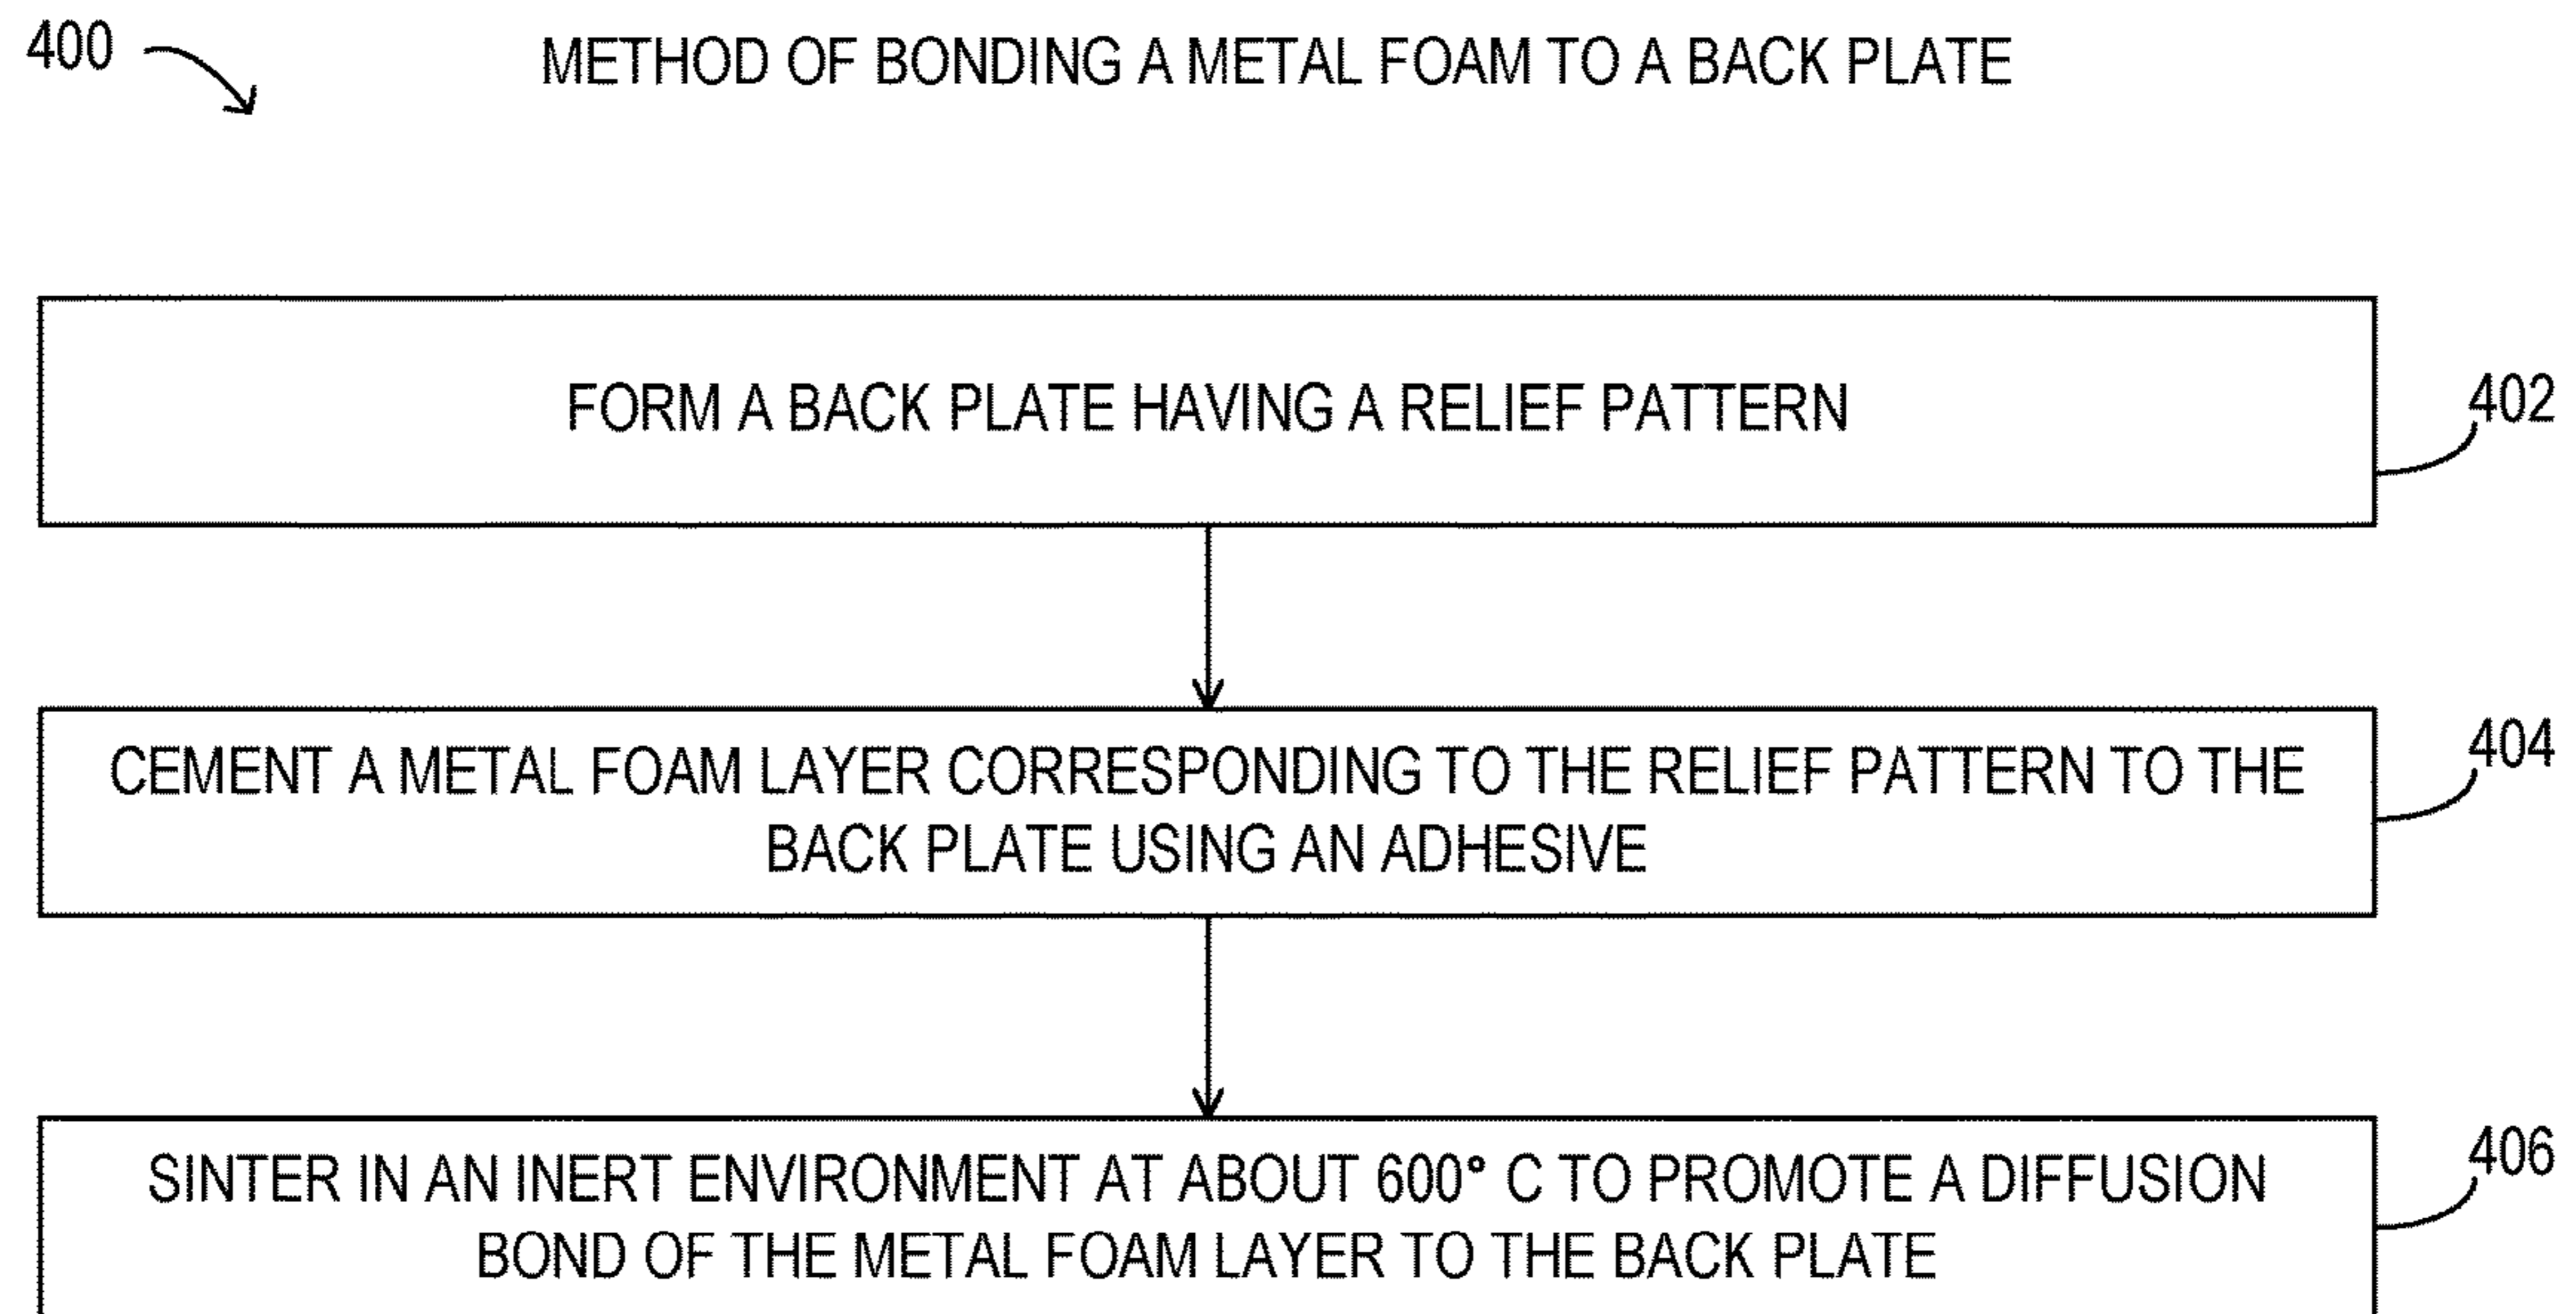 400
METHOD OF BONDING A METAL FOAM TO A BACK PLATE
FORM A BACK PLATE HAVING A RELIEF PATTERN
402
CEMENT A METAL FOAM LAYER CORRESPONDING TO THE RELIEF PATTERN TO THE
BACK PLATE USING AN ADHESIVE
404
SINTER IN AN INERT ENVIRONMENT AT ABOUT 600° C TO PROMOTE A DIFFUSION
BOND OF THE METAL FOAM LAYER TO THE BACK PLATE
406